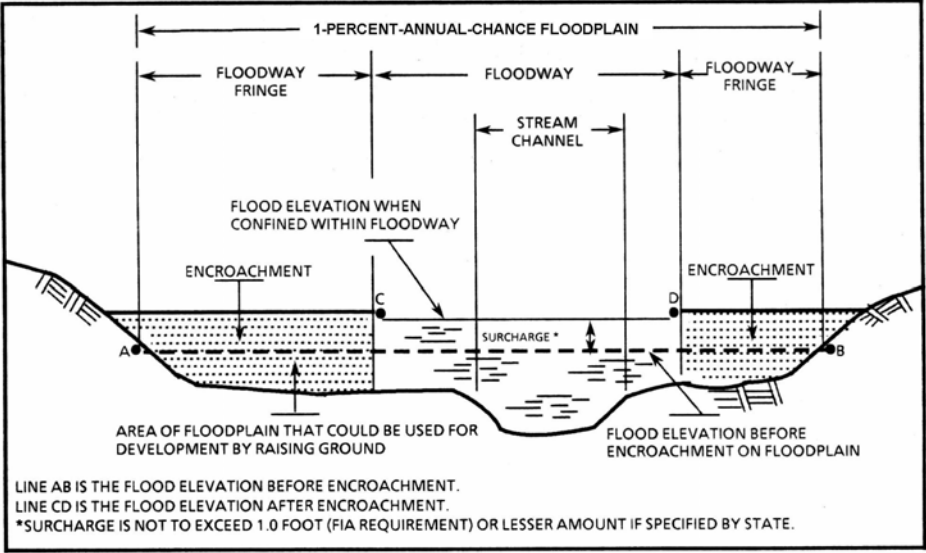 1-PERCENT-ANNUAL-CHANCE FLOODPLAIN
FLOODWAY
FRINGE
FLOODWAY
FLOODWAY
FRINGE
STREAM
CHANNEL
FLOOD ELEVATION WHEN
CONFINED WITHIN FLOODWAY
ENCROACHMENT
ENCROACHMENT
C
D
SURCHARGE *
A
B
AREA OF FLOODPLAIN THAT COULD BE USED FOR
DEVELOPMENT BY RAISING GROUND
FLOOD ELEVATION BEFORE
ENCROACHMENT ON FLOODPLAIN
LINE AB IS THE FLOOD ELEVATION BEFORE ENCROACHMENT.
LINE CD IS THE FLOOD ELEVATION AFTER ENCROACHMENT.
*SURCHARGE IS NOT TO EXCEED 1.0 FOOT (FIA REQUIREMENT) OR LESSER AMOUNT IF SPECIFIED BY STATE.